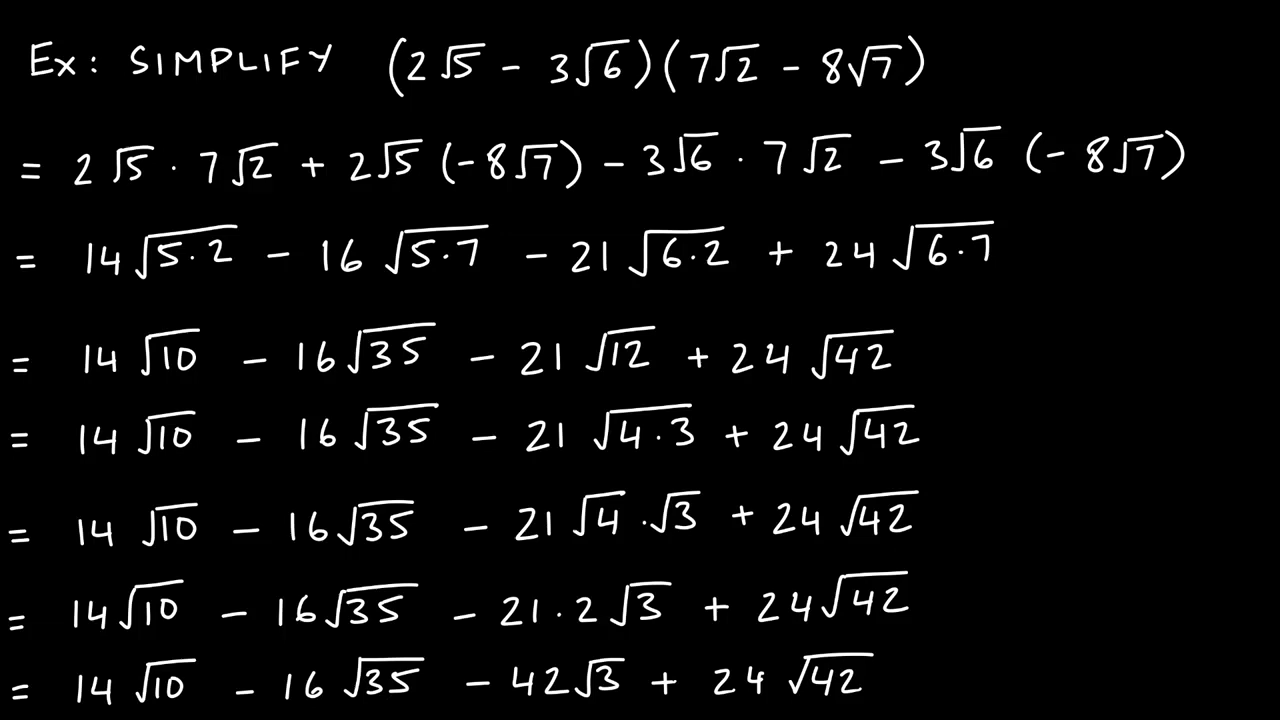 Ex: SIMPLIFY (2√5 - 3√6)(7√2 - 8√7)
= 2√5 · 7√2 + 2√5 (-8√7) - 3√6 · 7√2 - 3√6 (-8√7)
= 14√5·2 - 16√5·7 - 21√6·2 + 24√6·7
= 14√10 - 16√35 - 21√12 + 24√42
= 14√10 - 16√35 - 21√4·3 + 24√42
= 14√10 - 16√35 - 21√4·√3 + 24√42
= 14√10 - 16√35 - 21·2√3 + 24√42
= 14√10 - 16√35 - 42√3 + 24√42